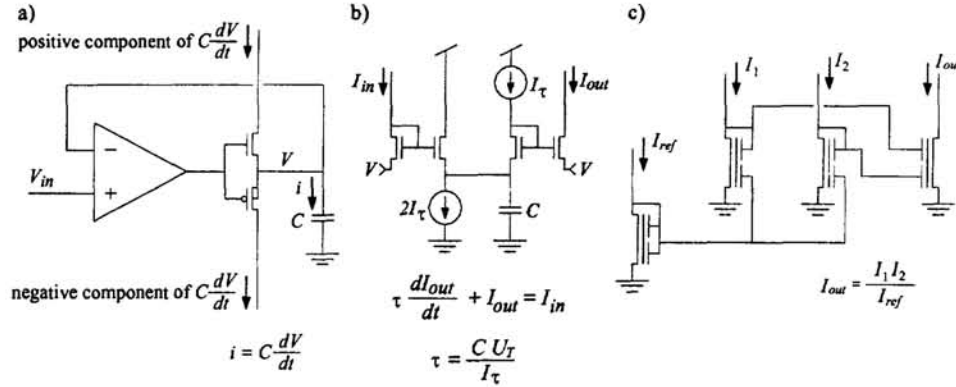 a)
positive component of C dV/dt
−
+
V_in
V
i
C
negative component of C dV/dt
i = C dV/dt
b)
I_in
I_τ
I_out
V
V
2I_τ
C
τ dI_out/dt + I_out = I_in
τ = C U_T / I_τ
c)
I_1
I_2
I_ou
I_ref
I_out = I_1 I_2 / I_ref